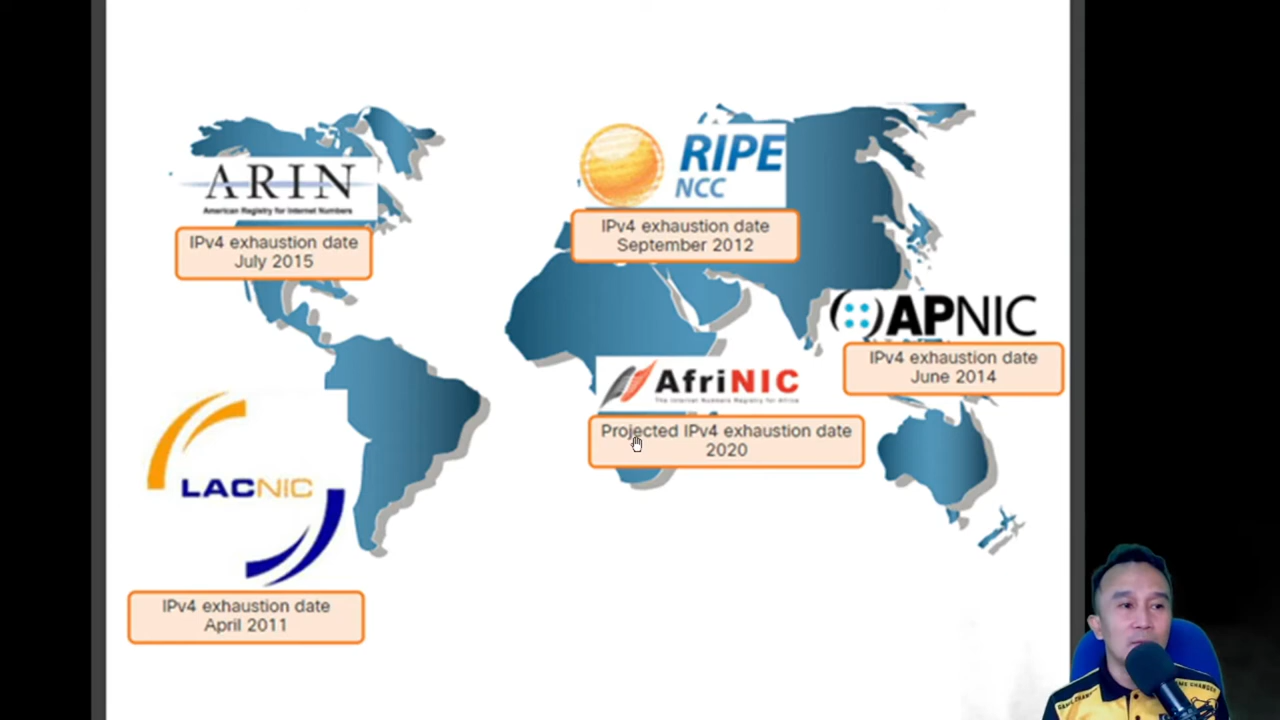 ARIN
American Registry for Internet Numbers
IPv4 exhaustion date
July 2015
RIPE
NCC
IPv4 exhaustion date
September 2012
APNIC
IPv4 exhaustion date
June 2014
AfriNIC
The Internet Numbers Registry for Africa
Projected IPv4 exhaustion date
2020
LACNIC
IPv4 exhaustion date
April 2011